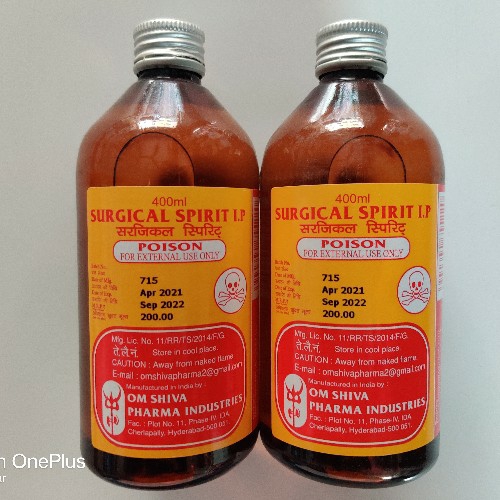 400ml
SURGICAL SPIRIT I.P
सरजिकल स्पिरिट्
POISON
FOR EXTERNAL USE ONLY
715
Apr 2021
Sep 2022
200.00
Mfg. Lic. No. 11/RR/TS/2014/F/G
तै.लै.नं. Store in cool place
CAUTION : Away from naked flame
E-mail : omshivapharma2@gmail.com
Manufactured in India by :
OM SHIVA
PHARMA INDUSTRIES
Fac. : Plot No. 11, Phase-IV, IDA,
Cherlapally, Hyderabad-500 051.
400ml
SURGICAL SPIRIT I.P
सरजिकल स्पिरिट्
POISON
FOR EXTERNAL USE ONLY
Batch No.
715
Apr 2021
Sep 2022
200.00
Mfg. Lic. No. 11/RR/TS/2014/F/G
तै.लै.नं. Store in cool place
CAUTION : Away from naked flame
E-mail : omshivapharma2@gmail.com
Manufactured in India by :
OM SHIVA
PHARMA INDUSTRIES
Fac. : Plot No. 11, Phase-IV, IDA,
Cherlapally, Hyderabad-500 051.
OnePlus